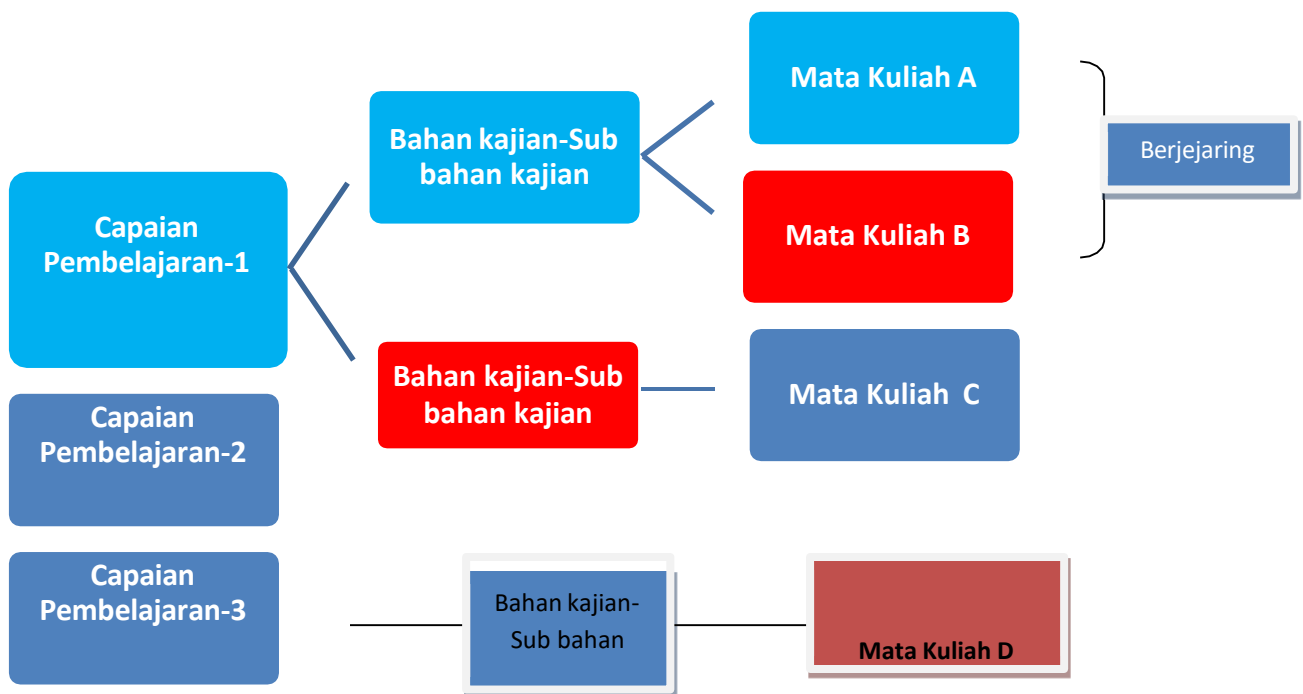 Mata Kuliah A
Bahan kajian-Sub
bahan kajian
Berjejaring
Capaian
Pembelajaran-1
Mata Kuliah B
Bahan kajian-Sub
bahan kajian
Mata Kuliah C
Capaian
Pembelajaran-2
Capaian
Pembelajaran-3
Bahan kajian-
Sub bahan
Mata Kuliah D